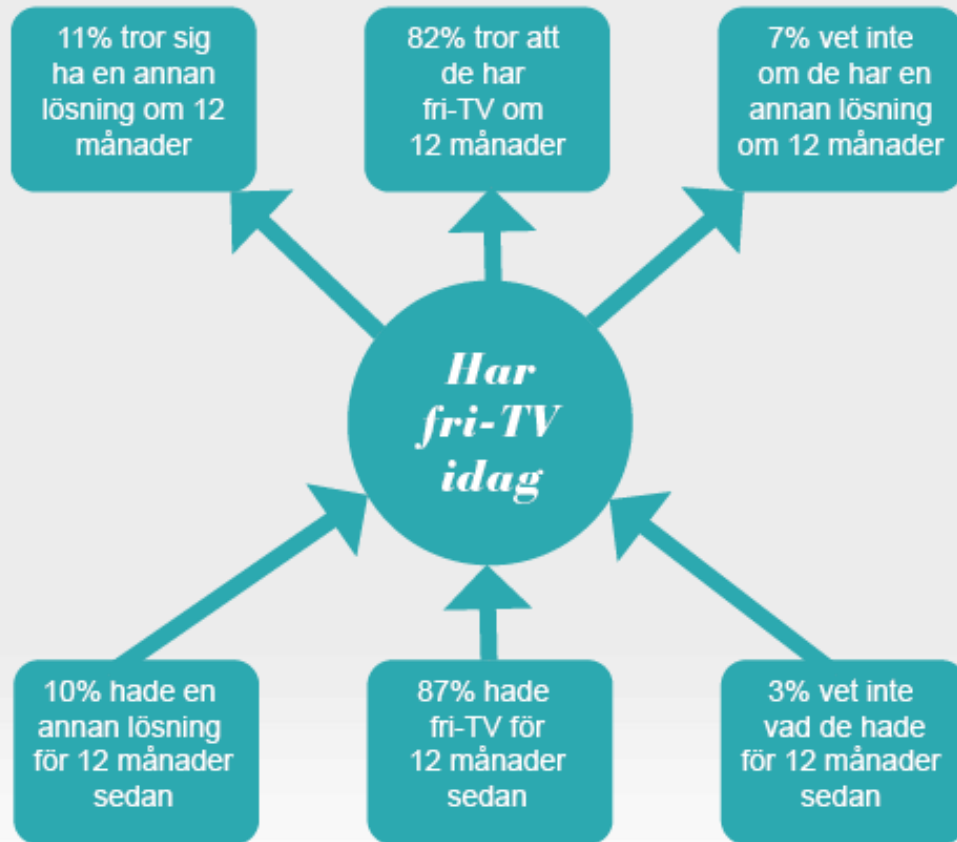 11% tror sig
ha en annan
lösning om 12
månader
82% tror att
de har
fri-TV om
12 månader
7% vet inte
om de har en
annan lösning
om 12 månader
Har
fri-TV
idag
10% hade en
annan lösning
för 12 månader
sedan
87% hade
fri-TV för
12 månader
sedan
3% vet inte
vad de hade
för 12 månader
sedan